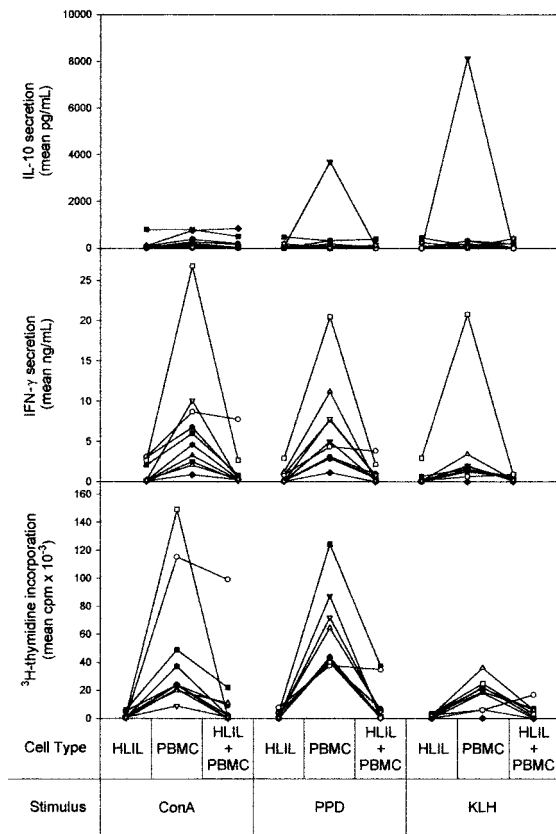 10000
8000
6000
4000
2000
0
IL-10 secretion
(mean pg/mL)
25
20
15
10
5
0
IFN-γ secretion
(mean ng/mL)
160
140
120
100
80
60
40
20
0
³H-thymidine incorporation
(mean cpm x 10⁻³)
Cell Type
HLIL
PBMC
HLIL
+
PBMC
HLIL
PBMC
HLIL
+
PBMC
HLIL
PBMC
HLIL
+
PBMC
Stimulus
ConA
PPD
KLH